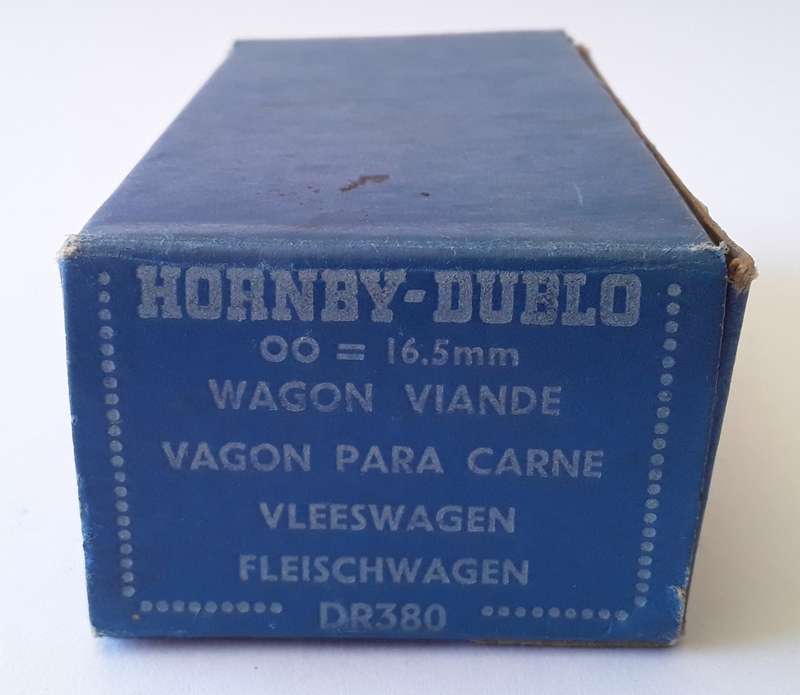 HORNBY-DUBLO
OO = 16.5mm
WAGON VIANDE
VAGON PARA CARNE
VLEESWAGEN
FLEISCHWAGEN
DR380